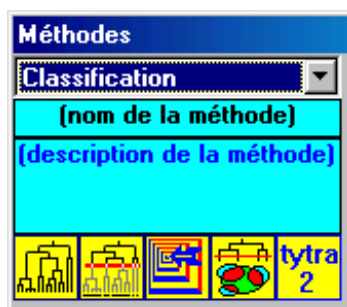 Méthodes
Classification
(nom de la méthode)
(description de la méthode)
tytra
2